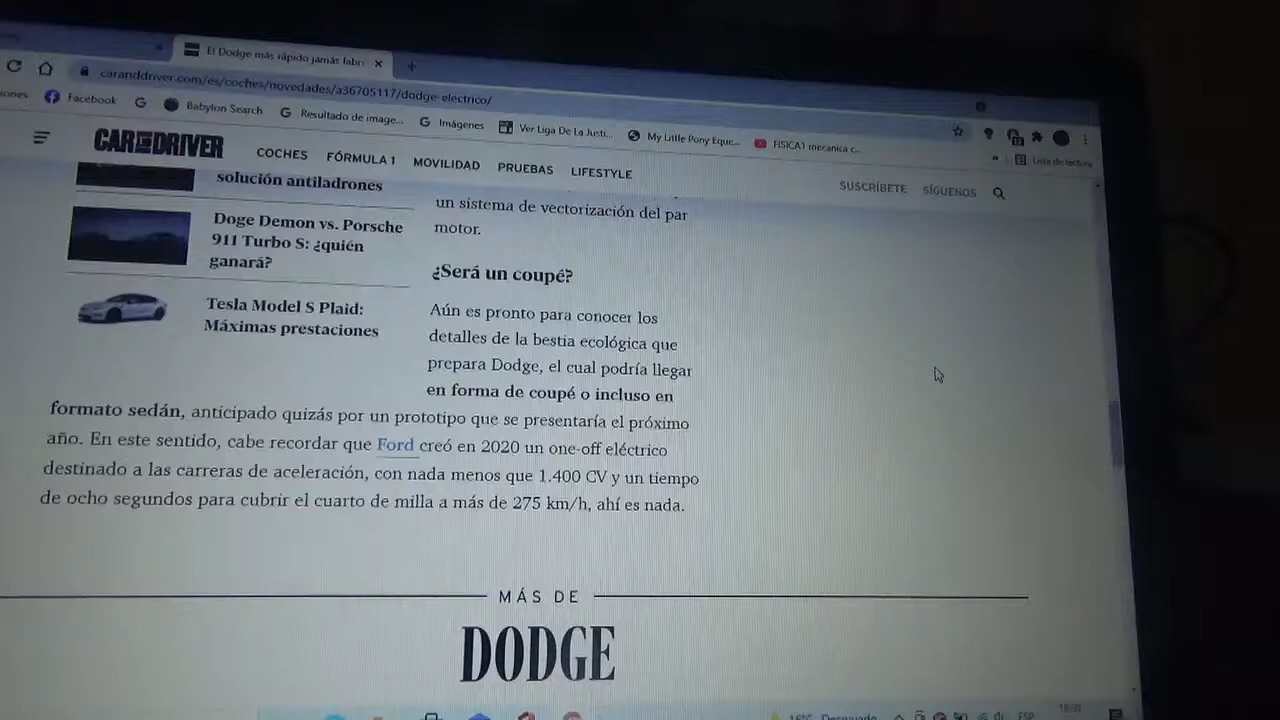 El Dodge más rápido jamás fabri
caranddriver.com/es/coches/novedades/a36705117/dodge-electrico/
iones
Facebook
Babylon Search
Resultado de image...
Imágenes
Ver Liga De La Justi...
My Little Pony Eque...
FISICA1 mecanica c...
Lista de lectura
CAR AND DRIVER
COCHES
FÓRMULA 1
MOVILIDAD
PRUEBAS
LIFESTYLE
SUSCRÍBETE
SÍGUENOS
solución antiladrones
Doge Demon vs. Porsche
911 Turbo S: ¿quién
ganará?
Tesla Model S Plaid:
Máximas prestaciones
un sistema de vectorización del par
motor.
¿Será un coupé?
Aún es pronto para conocer los
detalles de la bestia ecológica que
prepara Dodge, el cual podría llegar
en forma de coupé o incluso en
formato sedán, anticipado quizás por un prototipo que se presentaría el próximo
año. En este sentido, cabe recordar que Ford creó en 2020 un one-off eléctrico
destinado a las carreras de aceleración, con nada menos que 1.400 CV y un tiempo
de ocho segundos para cubrir el cuarto de milla a más de 275 km/h, ahí es nada.
MÁS DE
DODGE
16°C Despejado
ESP